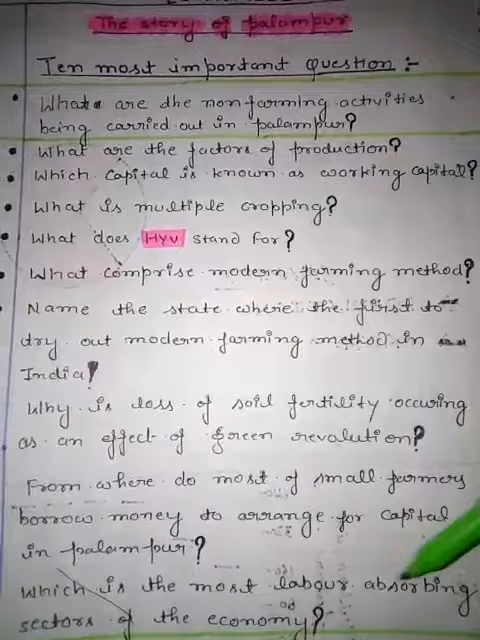 The story of palampur
Ten most important question :-
• What are the non farming activities
being carried out in palampur?
• What are the factors of production?
• Which capital is known as working capital?
• What is multiple cropping?
• What does HYV stand for?
• What comprise modern farming method?
Name the state where the first to
dry out modern farming method in
India?
Why is loss of soil fertility occuring
as an effect of green revolution?
From where do most of small farmers
borrow money to arrange for capital
in palampur?
Which is the most labour absorbing
sectors of the economy?